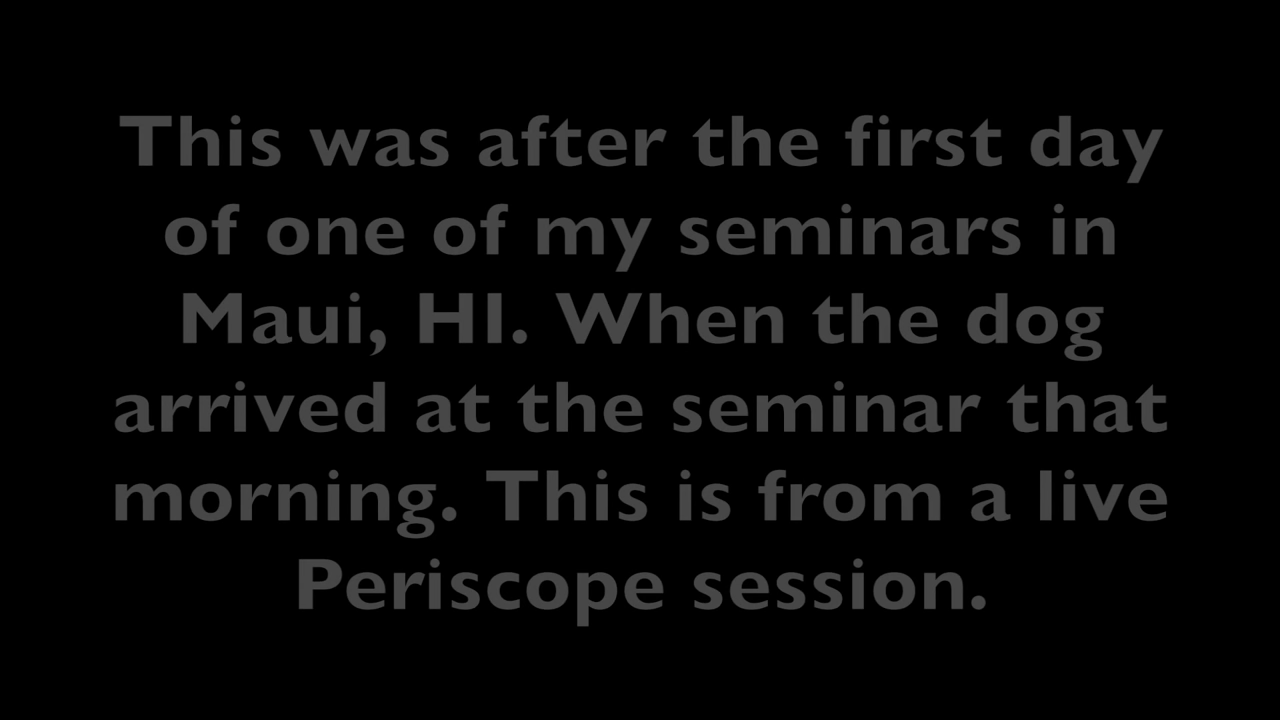 This was after the first day
of one of my seminars in
Maui, HI. When the dog
arrived at the seminar that
morning. This is from a live
Periscope session.